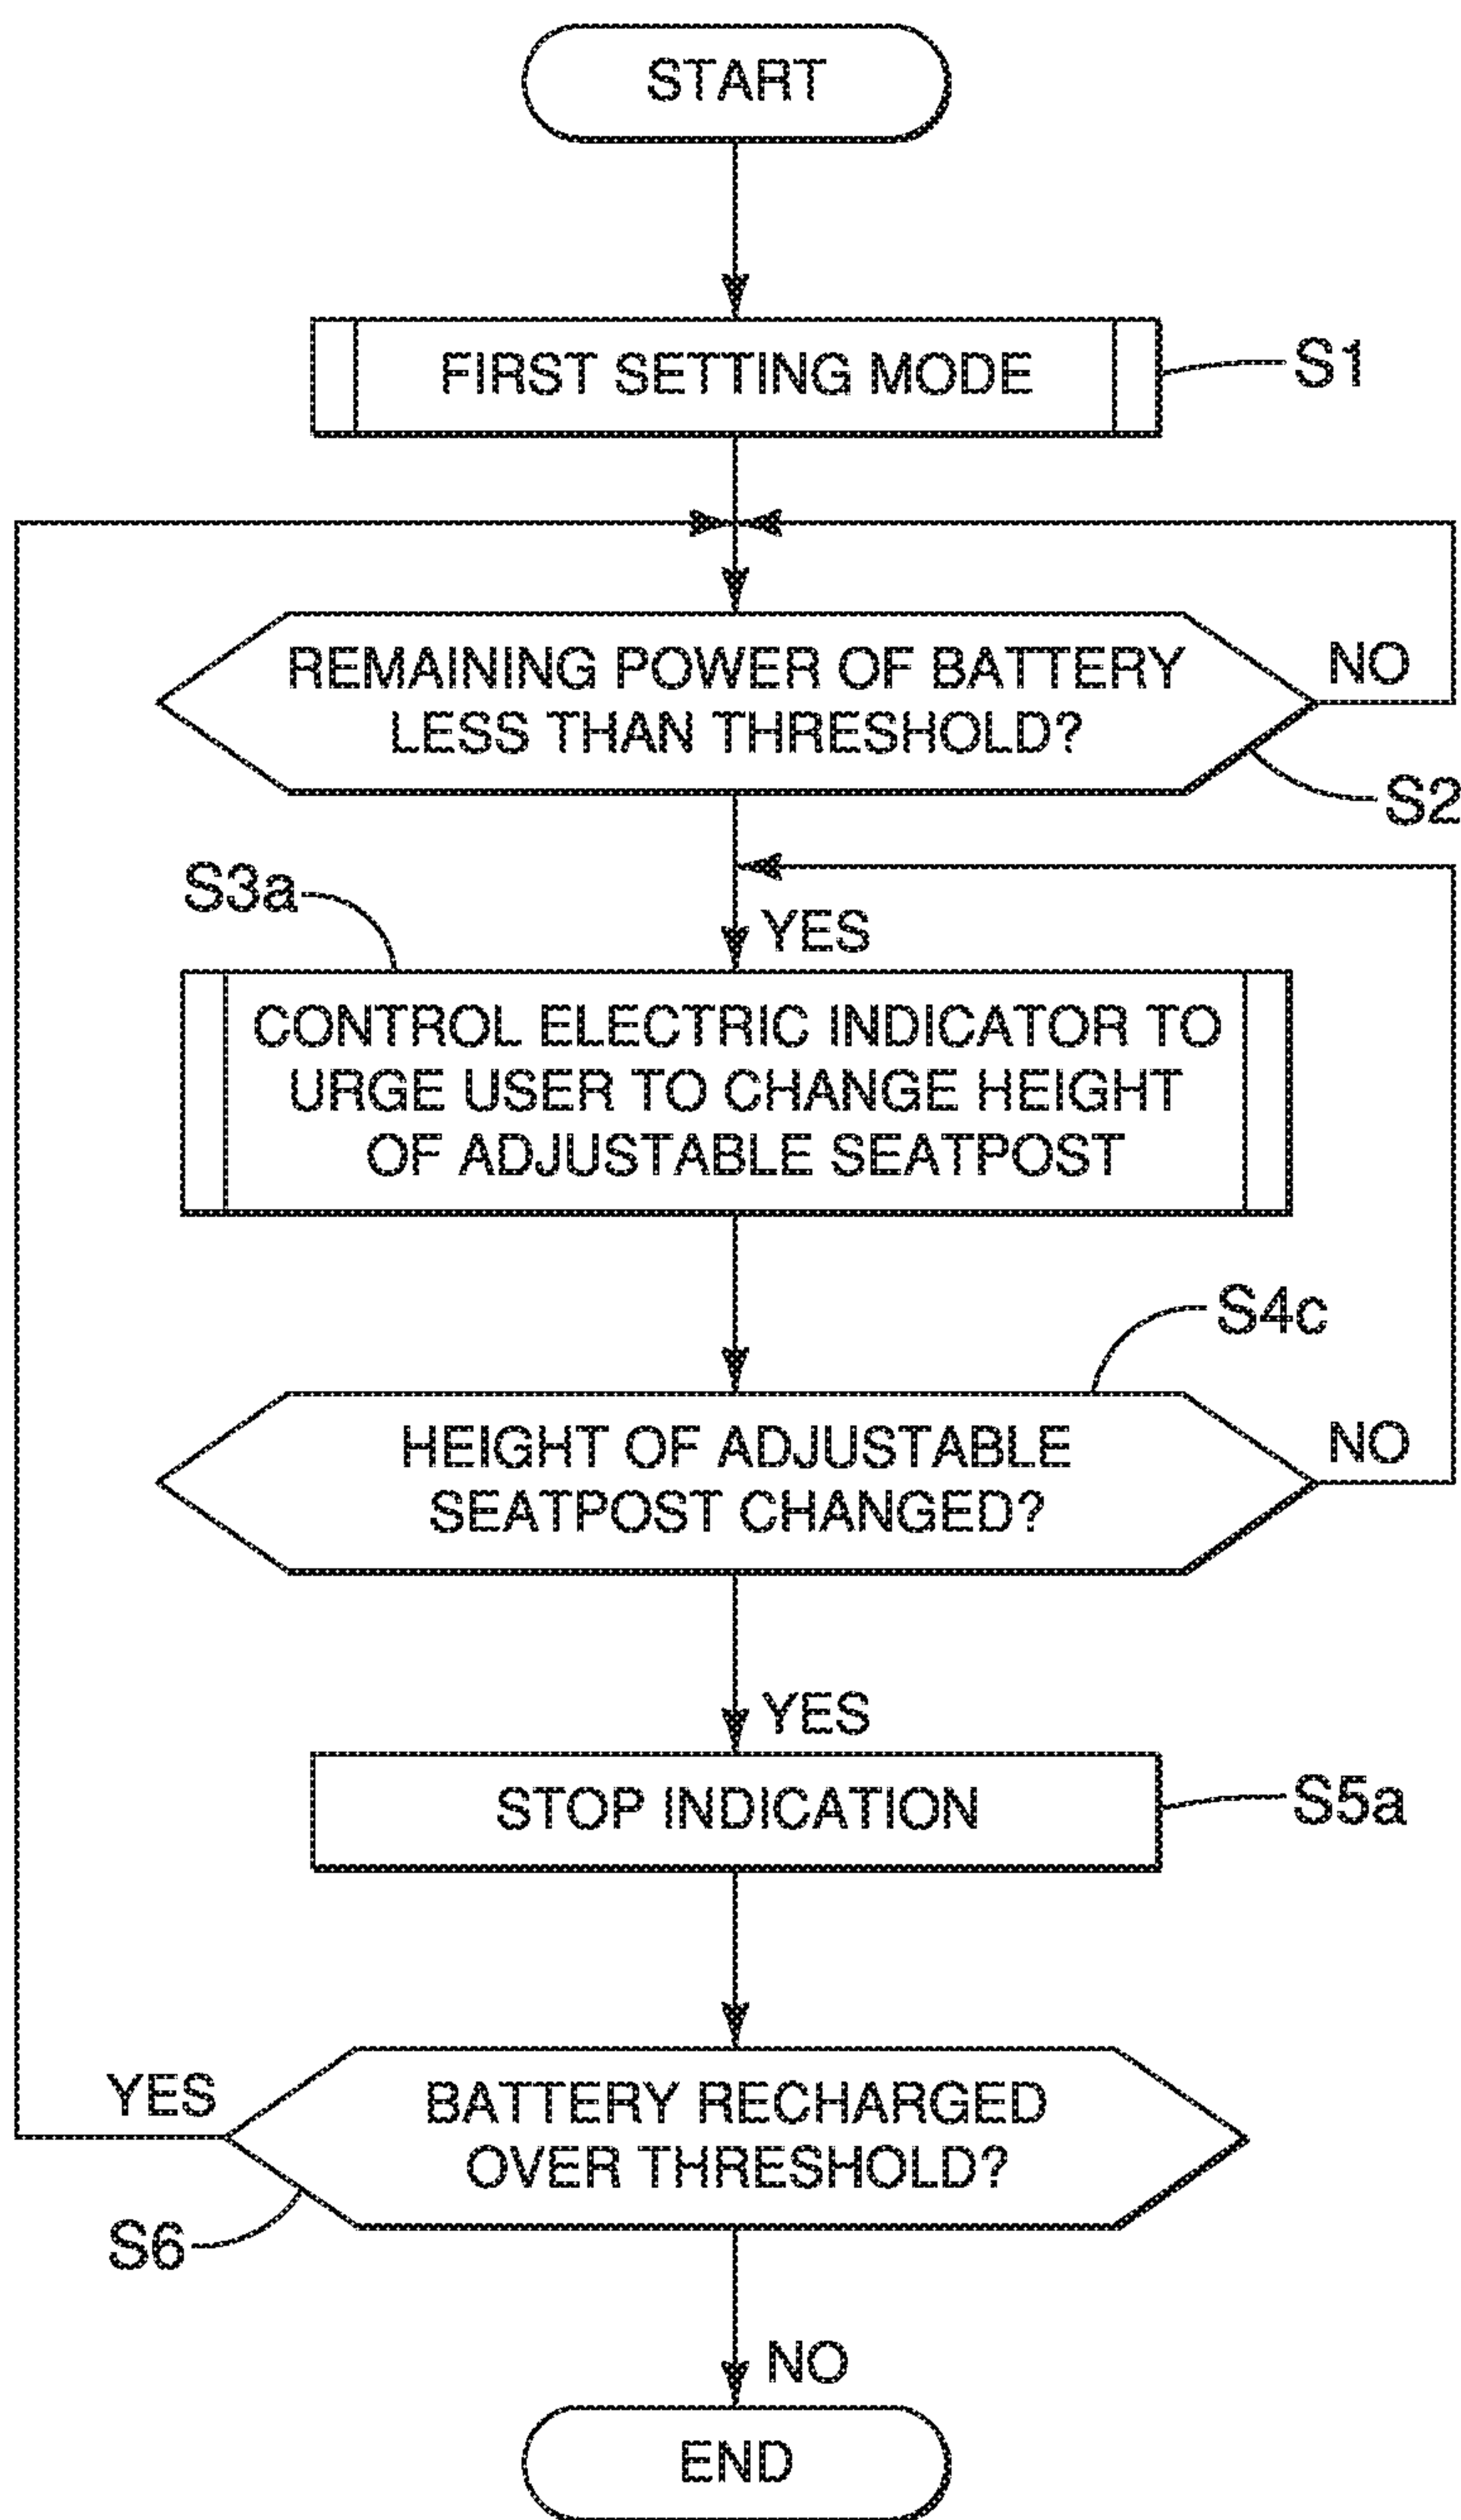 START
FIRST SETTING MODE
S1
REMAINING POWER OF BATTERY
LESS THAN THRESHOLD?
NO
S2
S3a
YES
CONTROL ELECTRIC INDICATOR TO
URGE USER TO CHANGE HEIGHT
OF ADJUSTABLE SEATPOST
S4c
HEIGHT OF ADJUSTABLE
SEATPOST CHANGED?
NO
YES
STOP INDICATION
S5a
YES
BATTERY RECHARGED
OVER THRESHOLD?
S6
NO
END